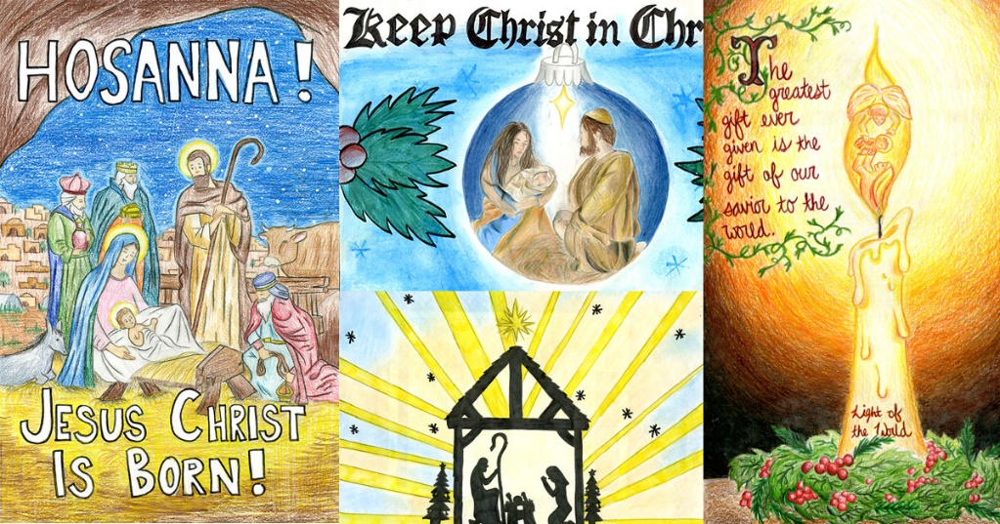 HOSANNA!
JESUS CHRIST
IS BORN!
Keep Christ in Chr
The
greatest
gift ever
given is the
gift of our
savior to the
world.
Light of
the World